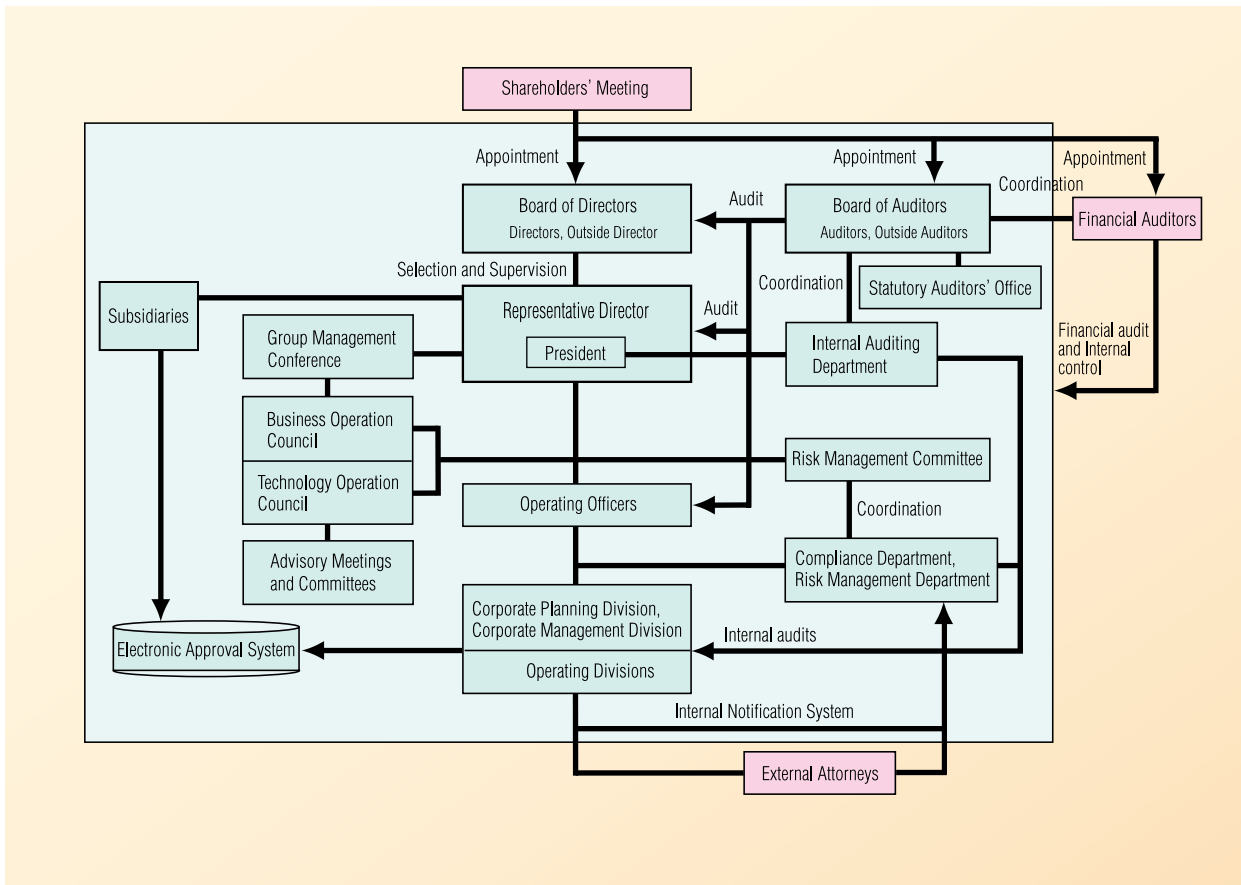 Shareholders' Meeting
Appointment
Appointment
Appointment
Coordination
Board of Directors
Directors, Outside Director
Audit
Board of Auditors
Auditors, Outside Auditors
Financial Auditors
Selection and Supervision
Coordination
Statutory Auditors' Office
Subsidiaries
Representative Director
President
Audit
Group Management
Conference
Internal Auditing
Department
Financial audit
and Internal
control
Business Operation
Council
Technology Operation
Council
Risk Management Committee
Operating Officers
Coordination
Advisory Meetings
and Committees
Compliance Department,
Risk Management Department
Corporate Planning Division,
Corporate Management Division
Internal audits
Electronic Approval System
Operating Divisions
Internal Notification System
External Attorneys